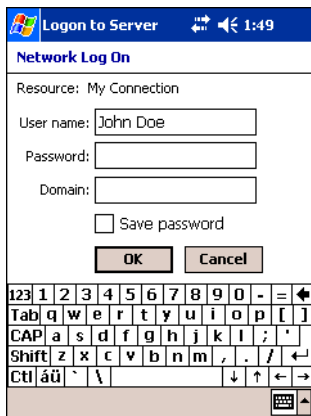 Logon to Server 1:49
Network Log On
Resource: My Connection
User name: John Doe
Password:
Domain:
Save password
OK Cancel
123 1 2 3 4 5 6 7 8 9 0 - =
Tab q w e r t y u i o p [ ]
CAP a s d f g h j k l ; '
Shift z x c v b n m , . /
Ctl áü ` \